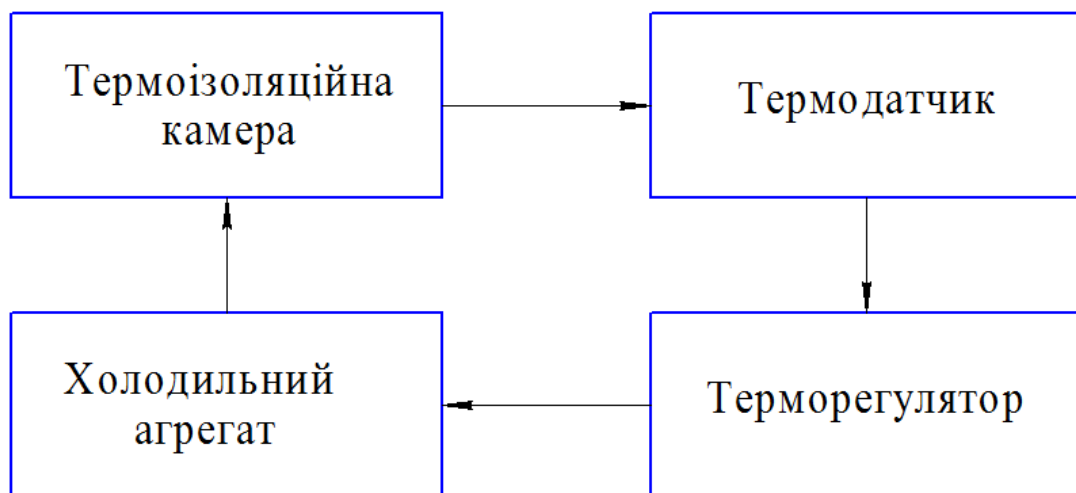 Термоізоляційна
камера
Термодатчик
Холодильний
агрегат
Терморегулятор